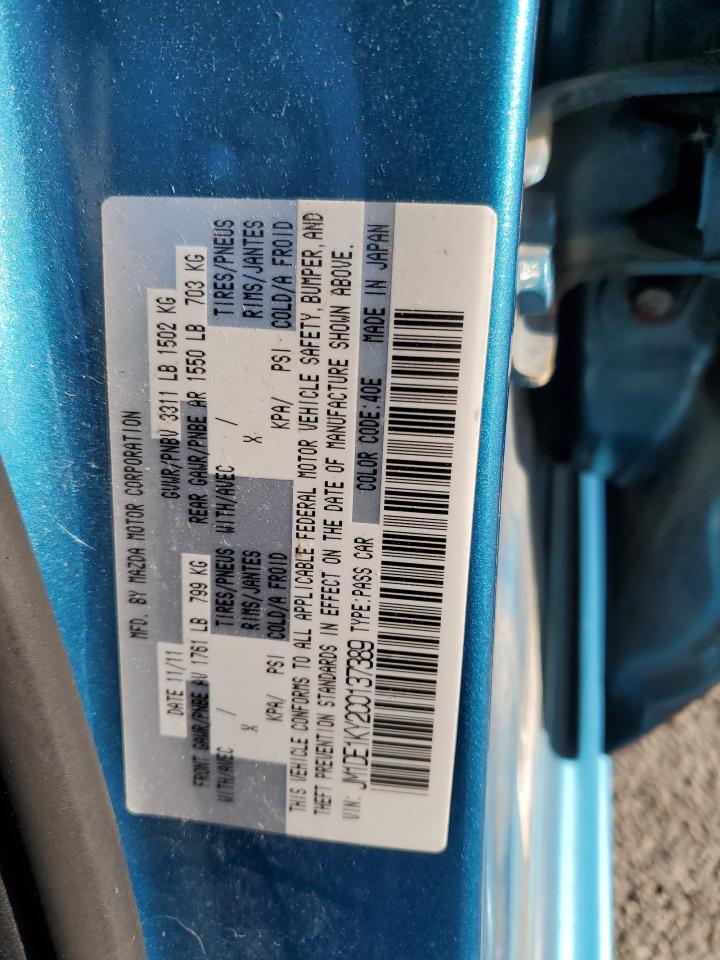 MFD. BY MAZDA MOTOR CORPORATION
DATE 11/11 GVWR/PNBV 3311 LB 1502 KG
FRONT GAWR/PNBE AV 1761 LB 799 KG REAR GAWR/PNBE AR 1550 LB 703 KG
WITH/AVEC / TIRES/PNEUS WITH/AVEC / TIRES/PNEUS
X RIMS/JANTES X RIMS/JANTES
KPA/ PSI COLD/A FROID KPA/ PSI COLD/A FROID
THIS VEHICLE CONFORMS TO ALL APPLICABLE FEDERAL MOTOR VEHICLE SAFETY, BUMPER, AND
THEFT PREVENTION STANDARDS IN EFFECT ON THE DATE OF MANUFACTURE SHOWN ABOVE.
VIN: JM1DE1KY2C0137389 TYPE:PASS CAR COLOR CODE:40E MADE IN JAPAN